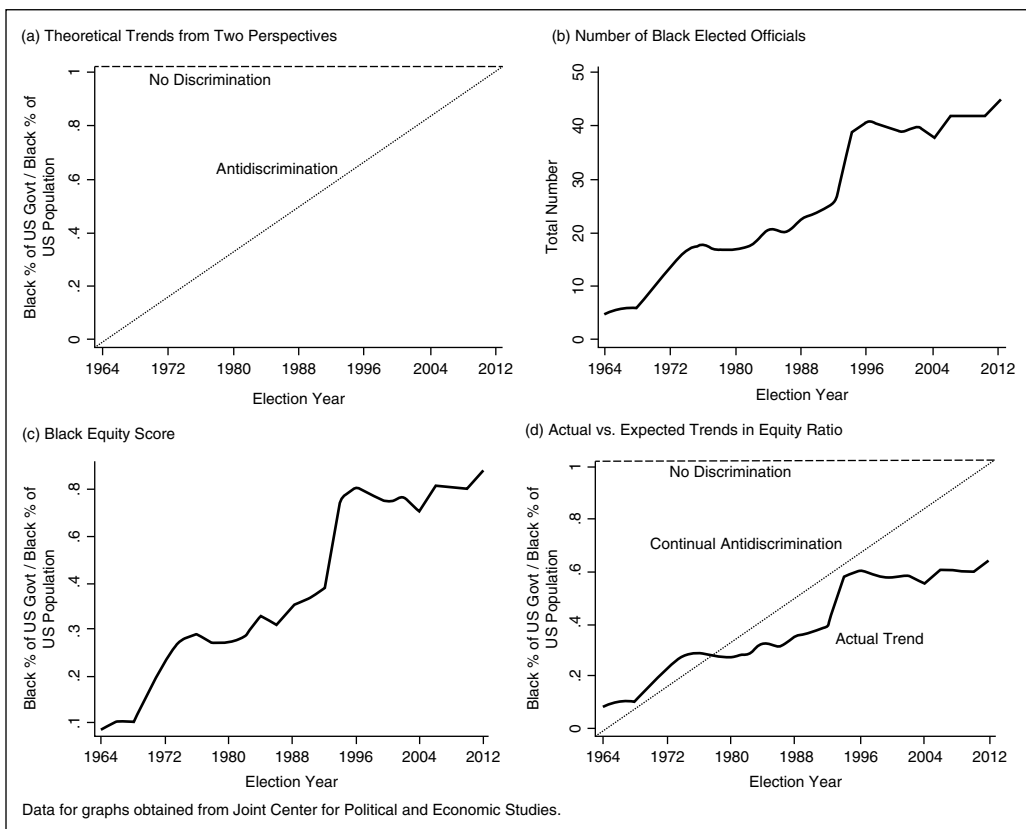 (a) Theoretical Trends from Two Perspectives
Black % of US Govt / Black % of
US Population
1
.8
.6
.4
.2
0
No Discrimination
Antidiscrimination
1964 1972 1980 1988 1996 2004 2012
Election Year
(b) Number of Black Elected Officials
Total Number
50
40
30
20
10
0
1964 1972 1980 1988 1996 2004 2012
Election Year
(c) Black Equity Score
Black % of US Govt / Black % of
US Population
.8
.6
.4
.3
.2
.1
1964 1972 1980 1988 1996 2004 2012
Election Year
(d) Actual vs. Expected Trends in Equity Ratio
Black % of US Govt / Black % of
US Population
1
.8
.6
.4
.2
0
No Discrimination
Continual Antidiscrimination
Actual Trend
1964 1972 1980 1988 1996 2004 2012
Election Year
Data for graphs obtained from Joint Center for Political and Economic Studies.